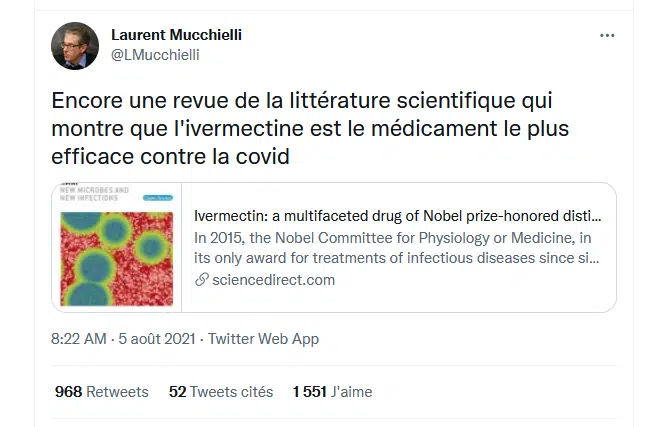 Laurent Mucchielli
@LMucchielli
Encore une revue de la littérature scientifique qui
montre que l'ivermectine est le médicament le plus
efficace contre la covid
NEW MICROBES AND
NEW INFECTIONS
Ivermectin: a multifaceted drug of Nobel prize-honored disti...
In 2015, the Nobel Committee for Physiology or Medicine, in
its only award for treatments of infectious diseases since si...
sciencedirect.com
8:22 AM · 5 août 2021 · Twitter Web App
968 Retweets 52 Tweets cités 1 551 J'aime